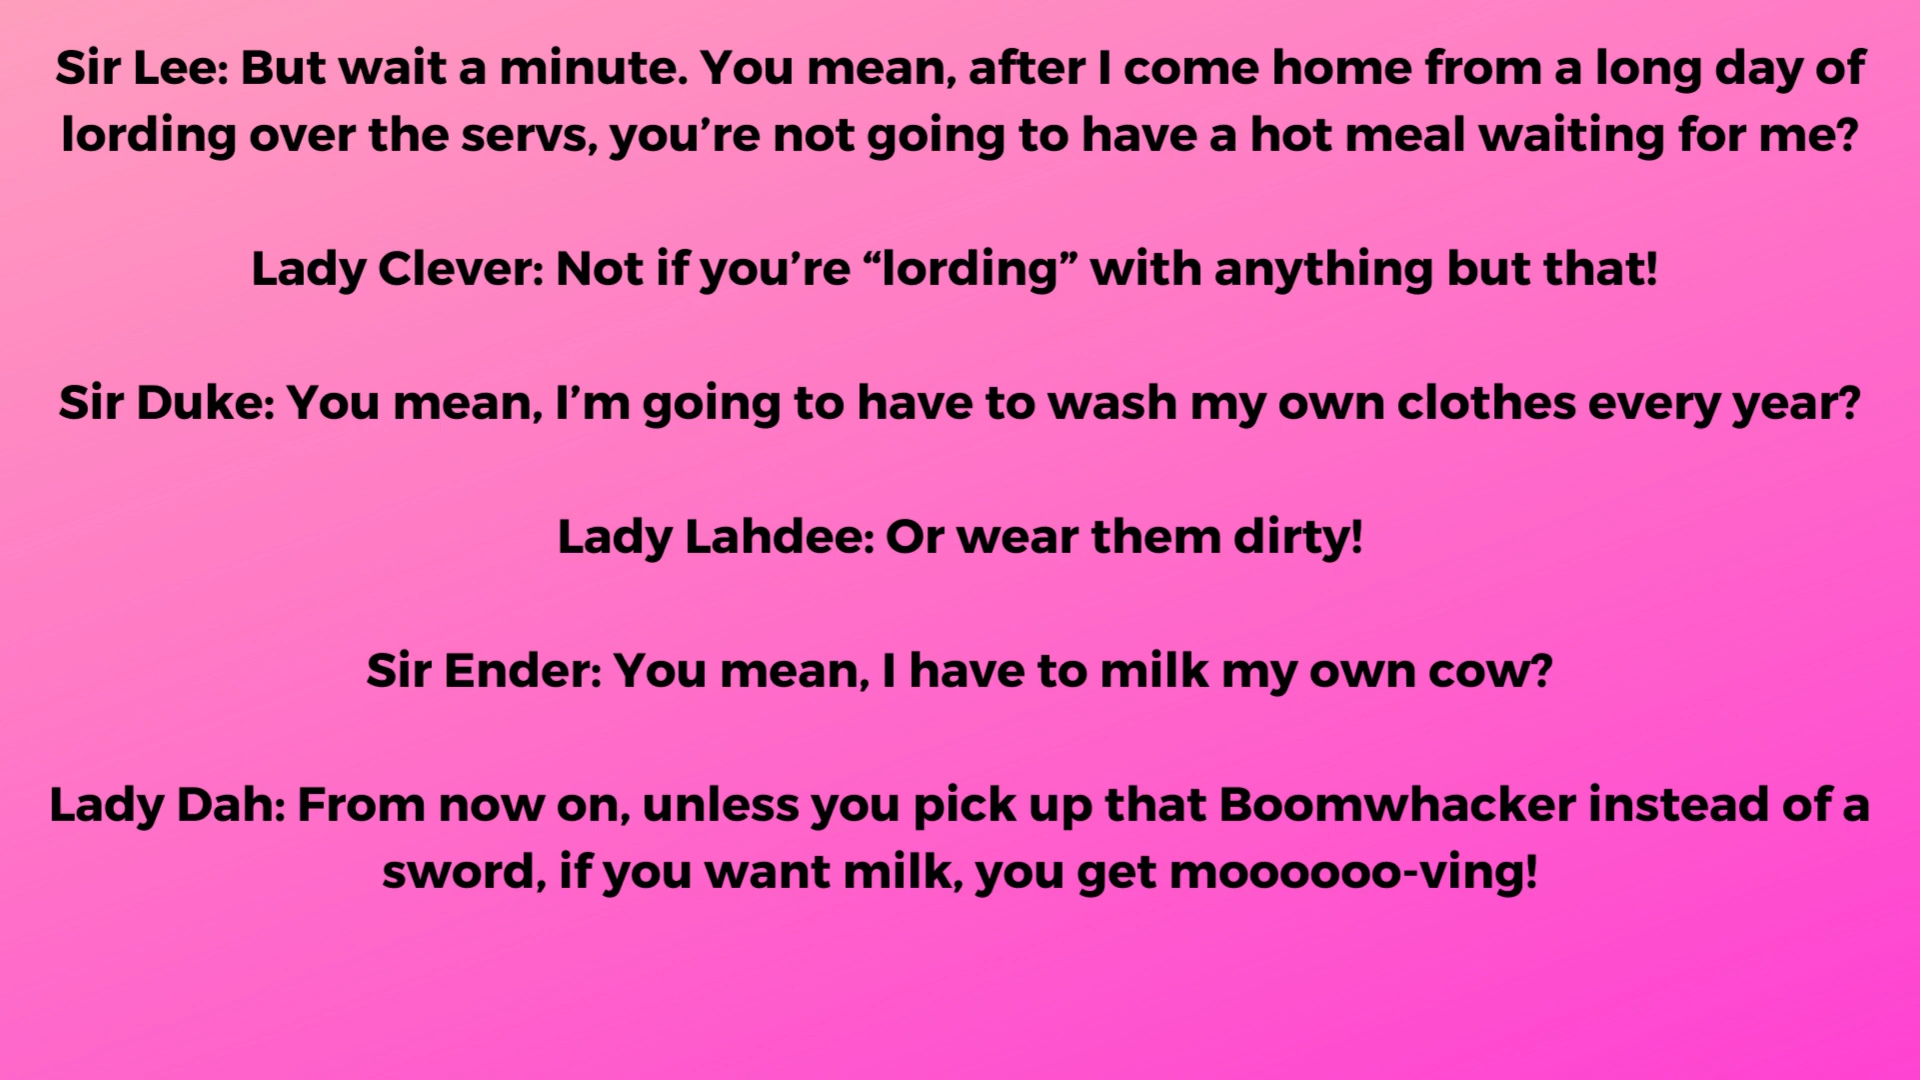 Sir Lee: But wait a minute. You mean, after I come home from a long day of
lording over the servs, you’re not going to have a hot meal waiting for me?
Lady Clever: Not if you’re “lording” with anything but that!
Sir Duke: You mean, I’m going to have to wash my own clothes every year?
Lady Lahdee: Or wear them dirty!
Sir Ender: You mean, I have to milk my own cow?
Lady Dah: From now on, unless you pick up that Boomwhacker instead of a
sword, if you want milk, you get moooooo-ving!